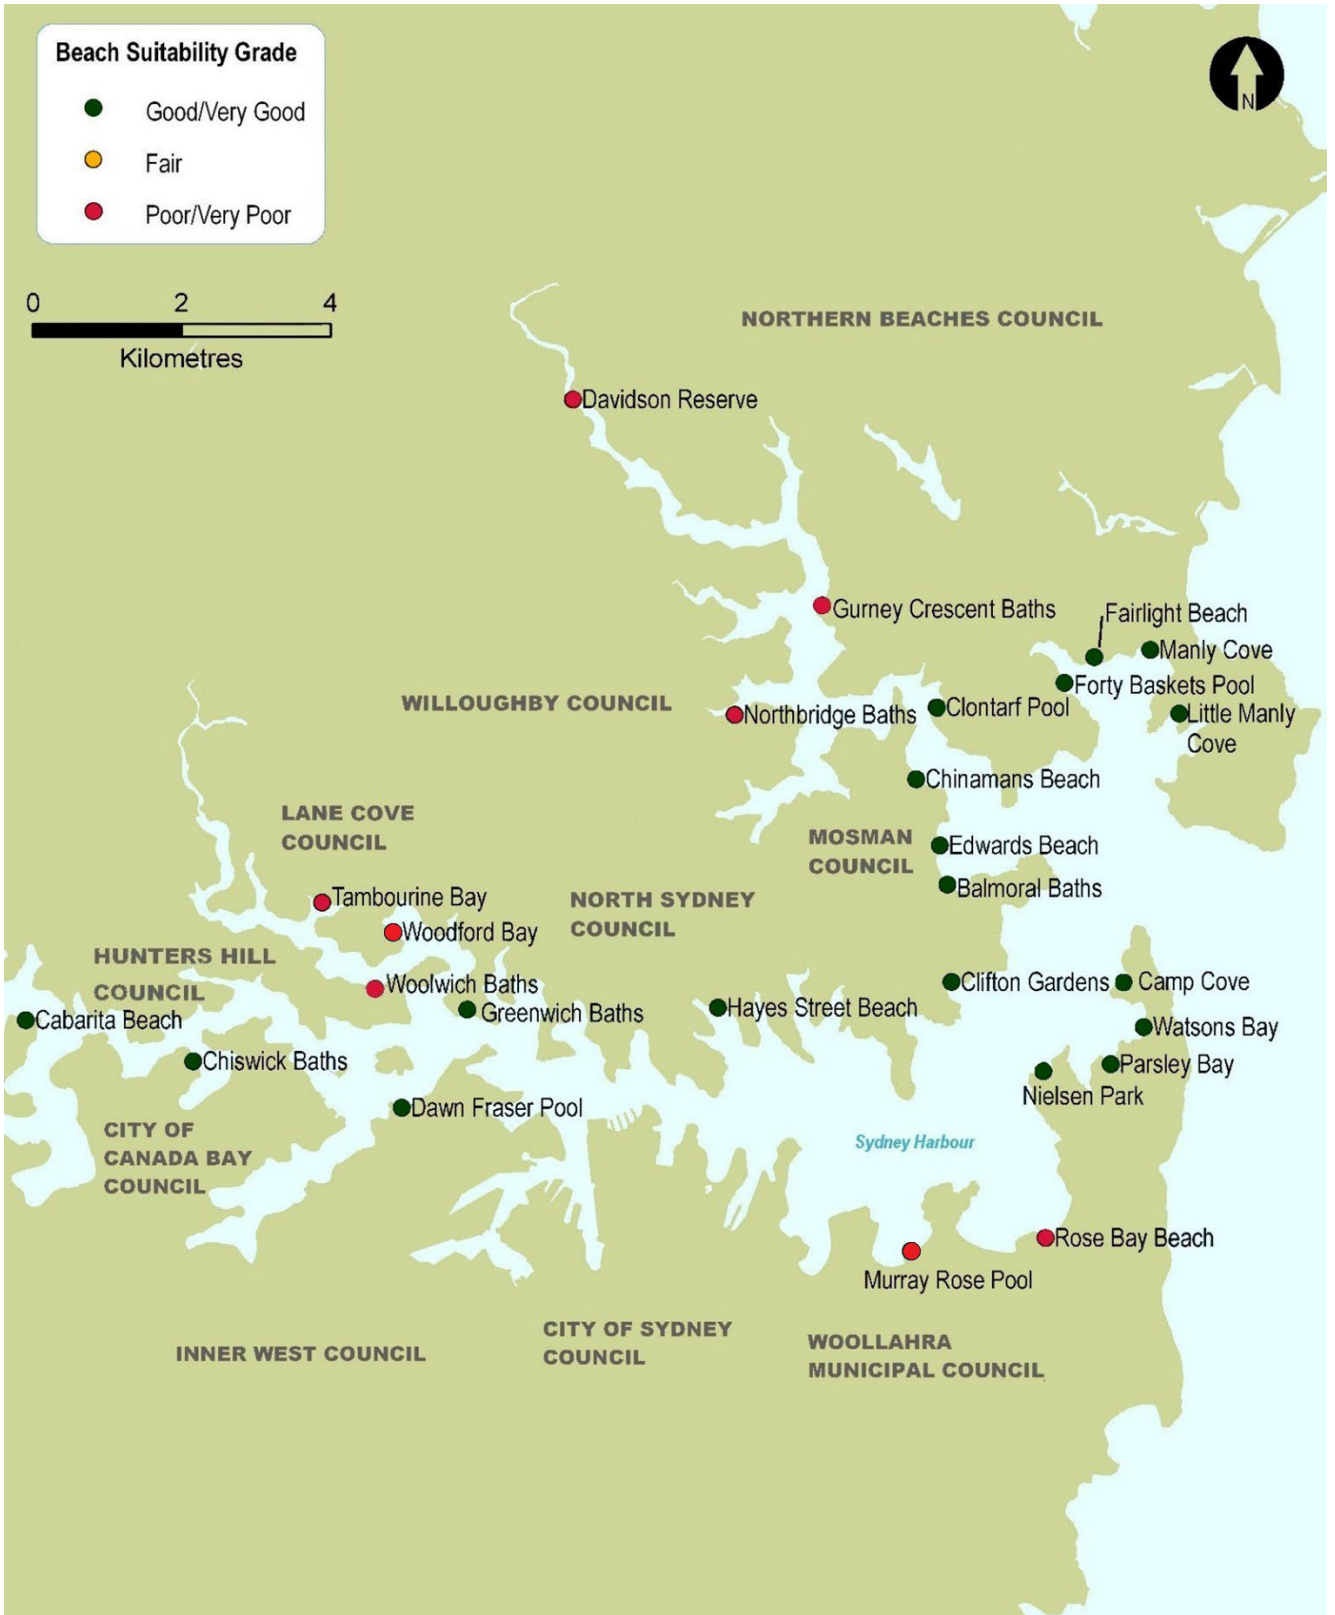 Beach Suitability Grade
Good/Very Good
Fair
Poor/Very Poor
N
0 2 4
Kilometres
NORTHERN BEACHES COUNCIL
Davidson Reserve
Gurney Crescent Baths
Fairlight Beach
Manly Cove
Forty Baskets Pool
WILLOUGHBY COUNCIL
Northbridge Baths
Clontarf Pool
Little Manly
Cove
Chinamans Beach
LANE COVE
COUNCIL
MOSMAN
COUNCIL
Edwards Beach
Balmoral Baths
Tambourine Bay
NORTH SYDNEY
COUNCIL
Woodford Bay
HUNTERS HILL
COUNCIL
Woolwich Baths
Clifton Gardens
Camp Cove
Greenwich Baths
Hayes Street Beach
Cabarita Beach
Watsons Bay
Chiswick Baths
Parsley Bay
Nielsen Park
Dawn Fraser Pool
CITY OF
CANADA BAY
COUNCIL
Sydney Harbour
Rose Bay Beach
Murray Rose Pool
CITY OF SYDNEY
COUNCIL
WOOLLAHRA
MUNICIPAL COUNCIL
INNER WEST COUNCIL